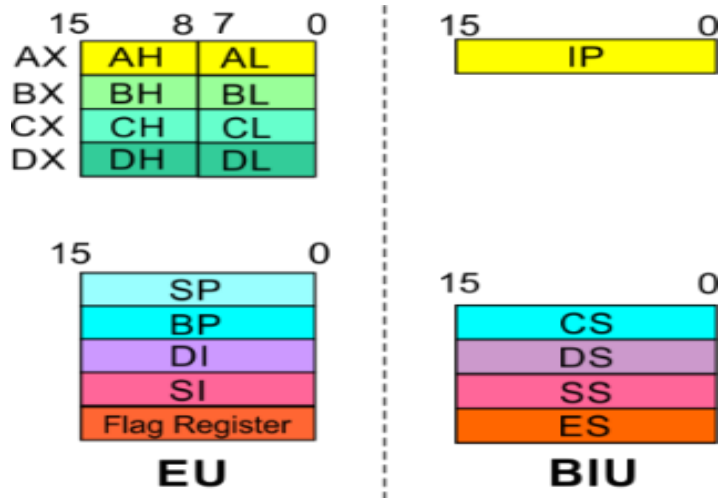 15 8 7 0
AX AH AL
BX BH BL
CX CH CL
DX DH DL
15 0
SP
BP
DI
SI
Flag Register
EU
15 0
IP
15 0
CS
DS
SS
ES
BIU